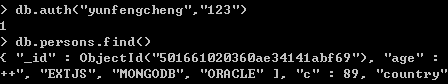 > db.auth("yunfengcheng","123")
1
> db.persons.find()
{ "_id" : ObjectId("501661020360ae34141abf69"), "age" :
++", "EXTJS", "MONGODB", "ORACLE" ], "c" : 89, "country"